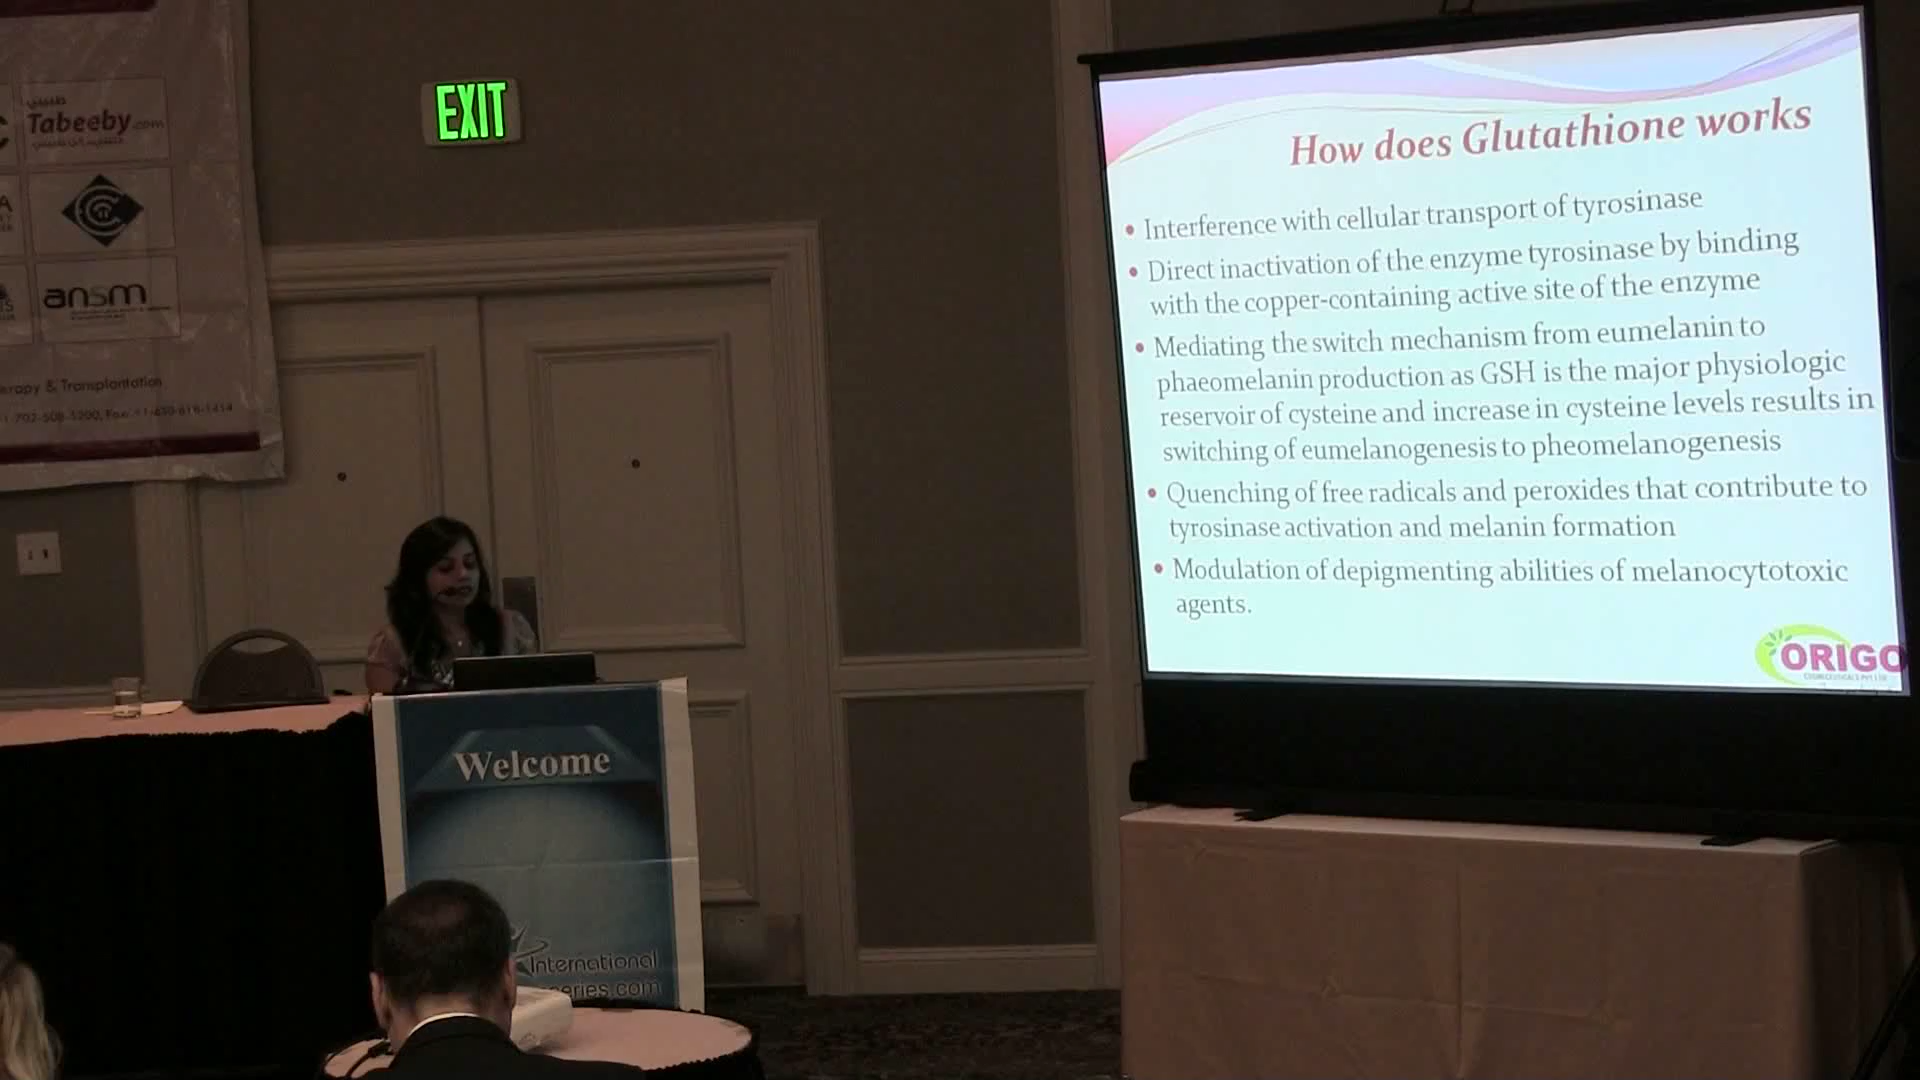 Tabeeby.com
EXIT
ansm
erapy & Transplantation
How does Glutathione works
• Interference with cellular transport of tyrosinase
• Direct inactivation of the enzyme tyrosinase by binding
with the copper-containing active site of the enzyme
• Mediating the switch mechanism from eumelanin to
phaeomelanin production as GSH is the major physiologic
reservoir of cysteine and increase in cysteine levels results in
switching of eumelanogenesis to pheomelanogenesis
• Quenching of free radicals and peroxides that contribute to
tyrosinase activation and melanin formation
• Modulation of depigmenting abilities of melanocytotoxic
agents.
ORIGO
Welcome
International
eries.com